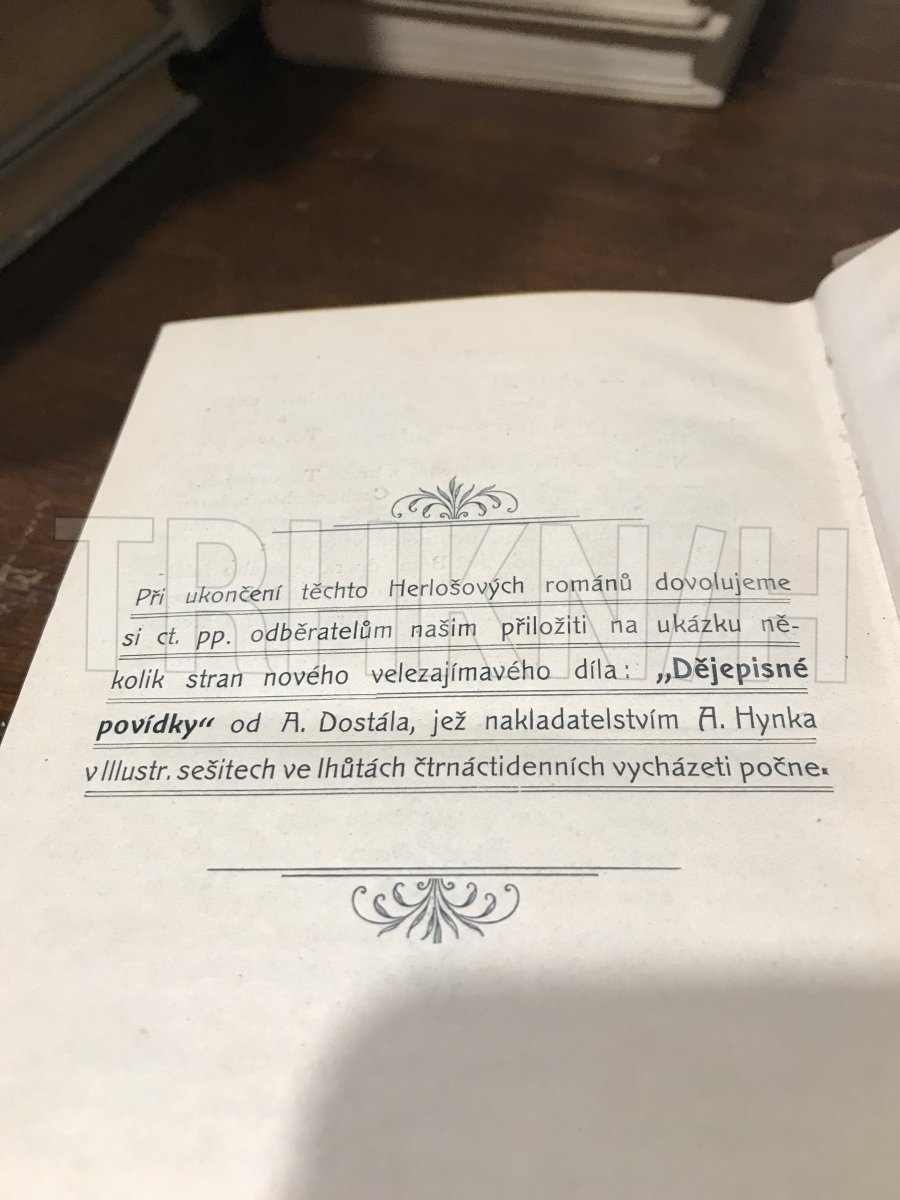 Při ukončení těchto Herlošových románů dovolujeme
si ct. pp. odběratelům našim přiložiti na ukázku ně-
kolik stran nového velezajímavého díla: „Dějepisné
povídky“ od A. Dostála, jež nakladatelstvím A. Hynka
v Illustr. sešitech ve lhůtách čtrnáctidenních vycházeti počne.